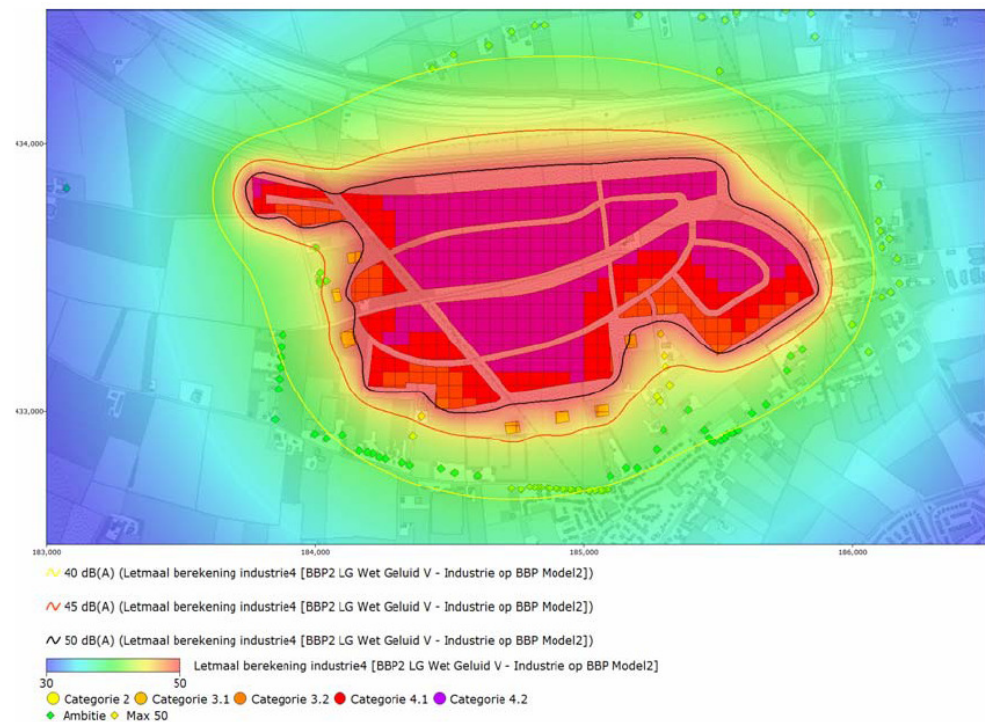 434,000
433,000
183,000 184,000 185,000 186,000
40 dB(A) (Letmaal berekening industrie4 [BBP2 LG Wet Geluid V - Industrie op BBP Model2])
45 dB(A) (Letmaal berekening industrie4 [BBP2 LG Wet Geluid V - Industrie op BBP Model2])
50 dB(A) (Letmaal berekening industrie4 [BBP2 LG Wet Geluid V - Industrie op BBP Model2])
Letmaal berekening industrie4 [BBP2 LG Wet Geluid V - Industrie op BBP Model2]
30 50
Categorie 2 Categorie 3.1 Categorie 3.2 Categorie 4.1 Categorie 4.2
Ambitie Max 50